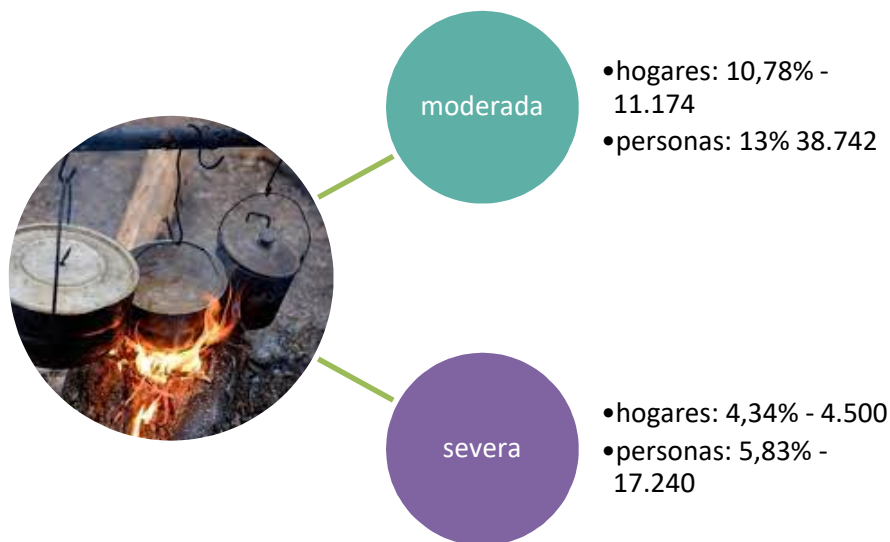 moderada
•hogares: 10,78% -
11.174
•personas: 13% 38.742
severa
•hogares: 4,34% - 4.500
•personas: 5,83% -
17.240